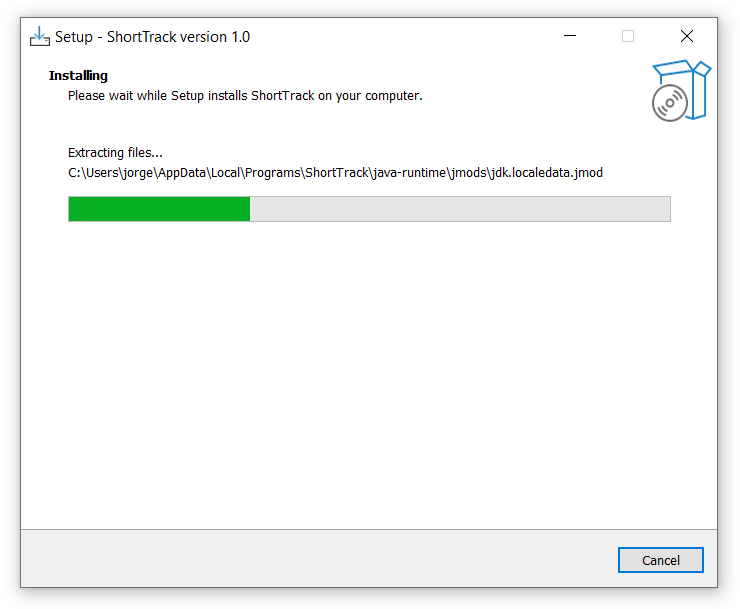 Setup - ShortTrack version 1.0
Installing
Please wait while Setup installs ShortTrack on your computer.
Extracting files...
C:\Users\jorge\AppData\Local\Programs\ShortTrack\java-runtime\jmods\jdk.localedata.jmod
Cancel